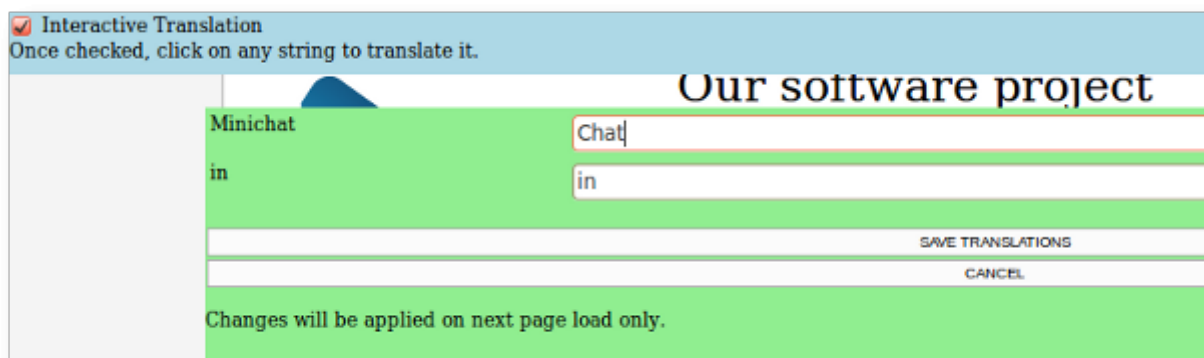 Interactive Translation
Once checked, click on any string to translate it.
Our software project
Minichat
Chat
in
in
SAVE TRANSLATIONS
CANCEL
Changes will be applied on next page load only.